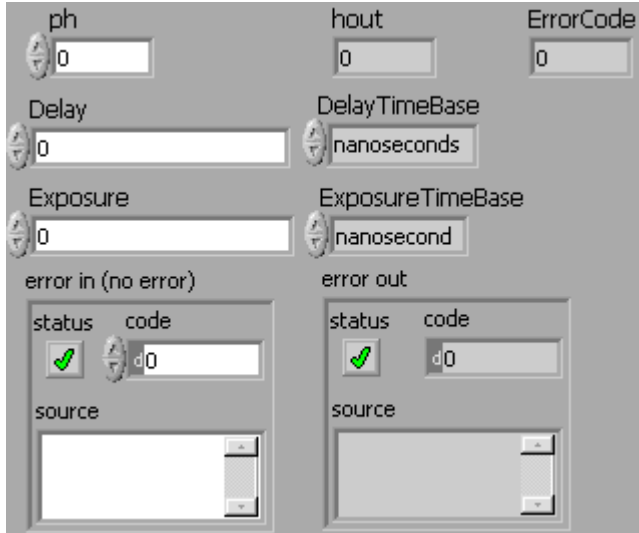 ph hout ErrorCode
0 0 0
Delay DelayTimeBase
0 nanoseconds
Exposure ExposureTimeBase
0 nanosecond
error in (no error) error out
status code status code
d0 d0
source source